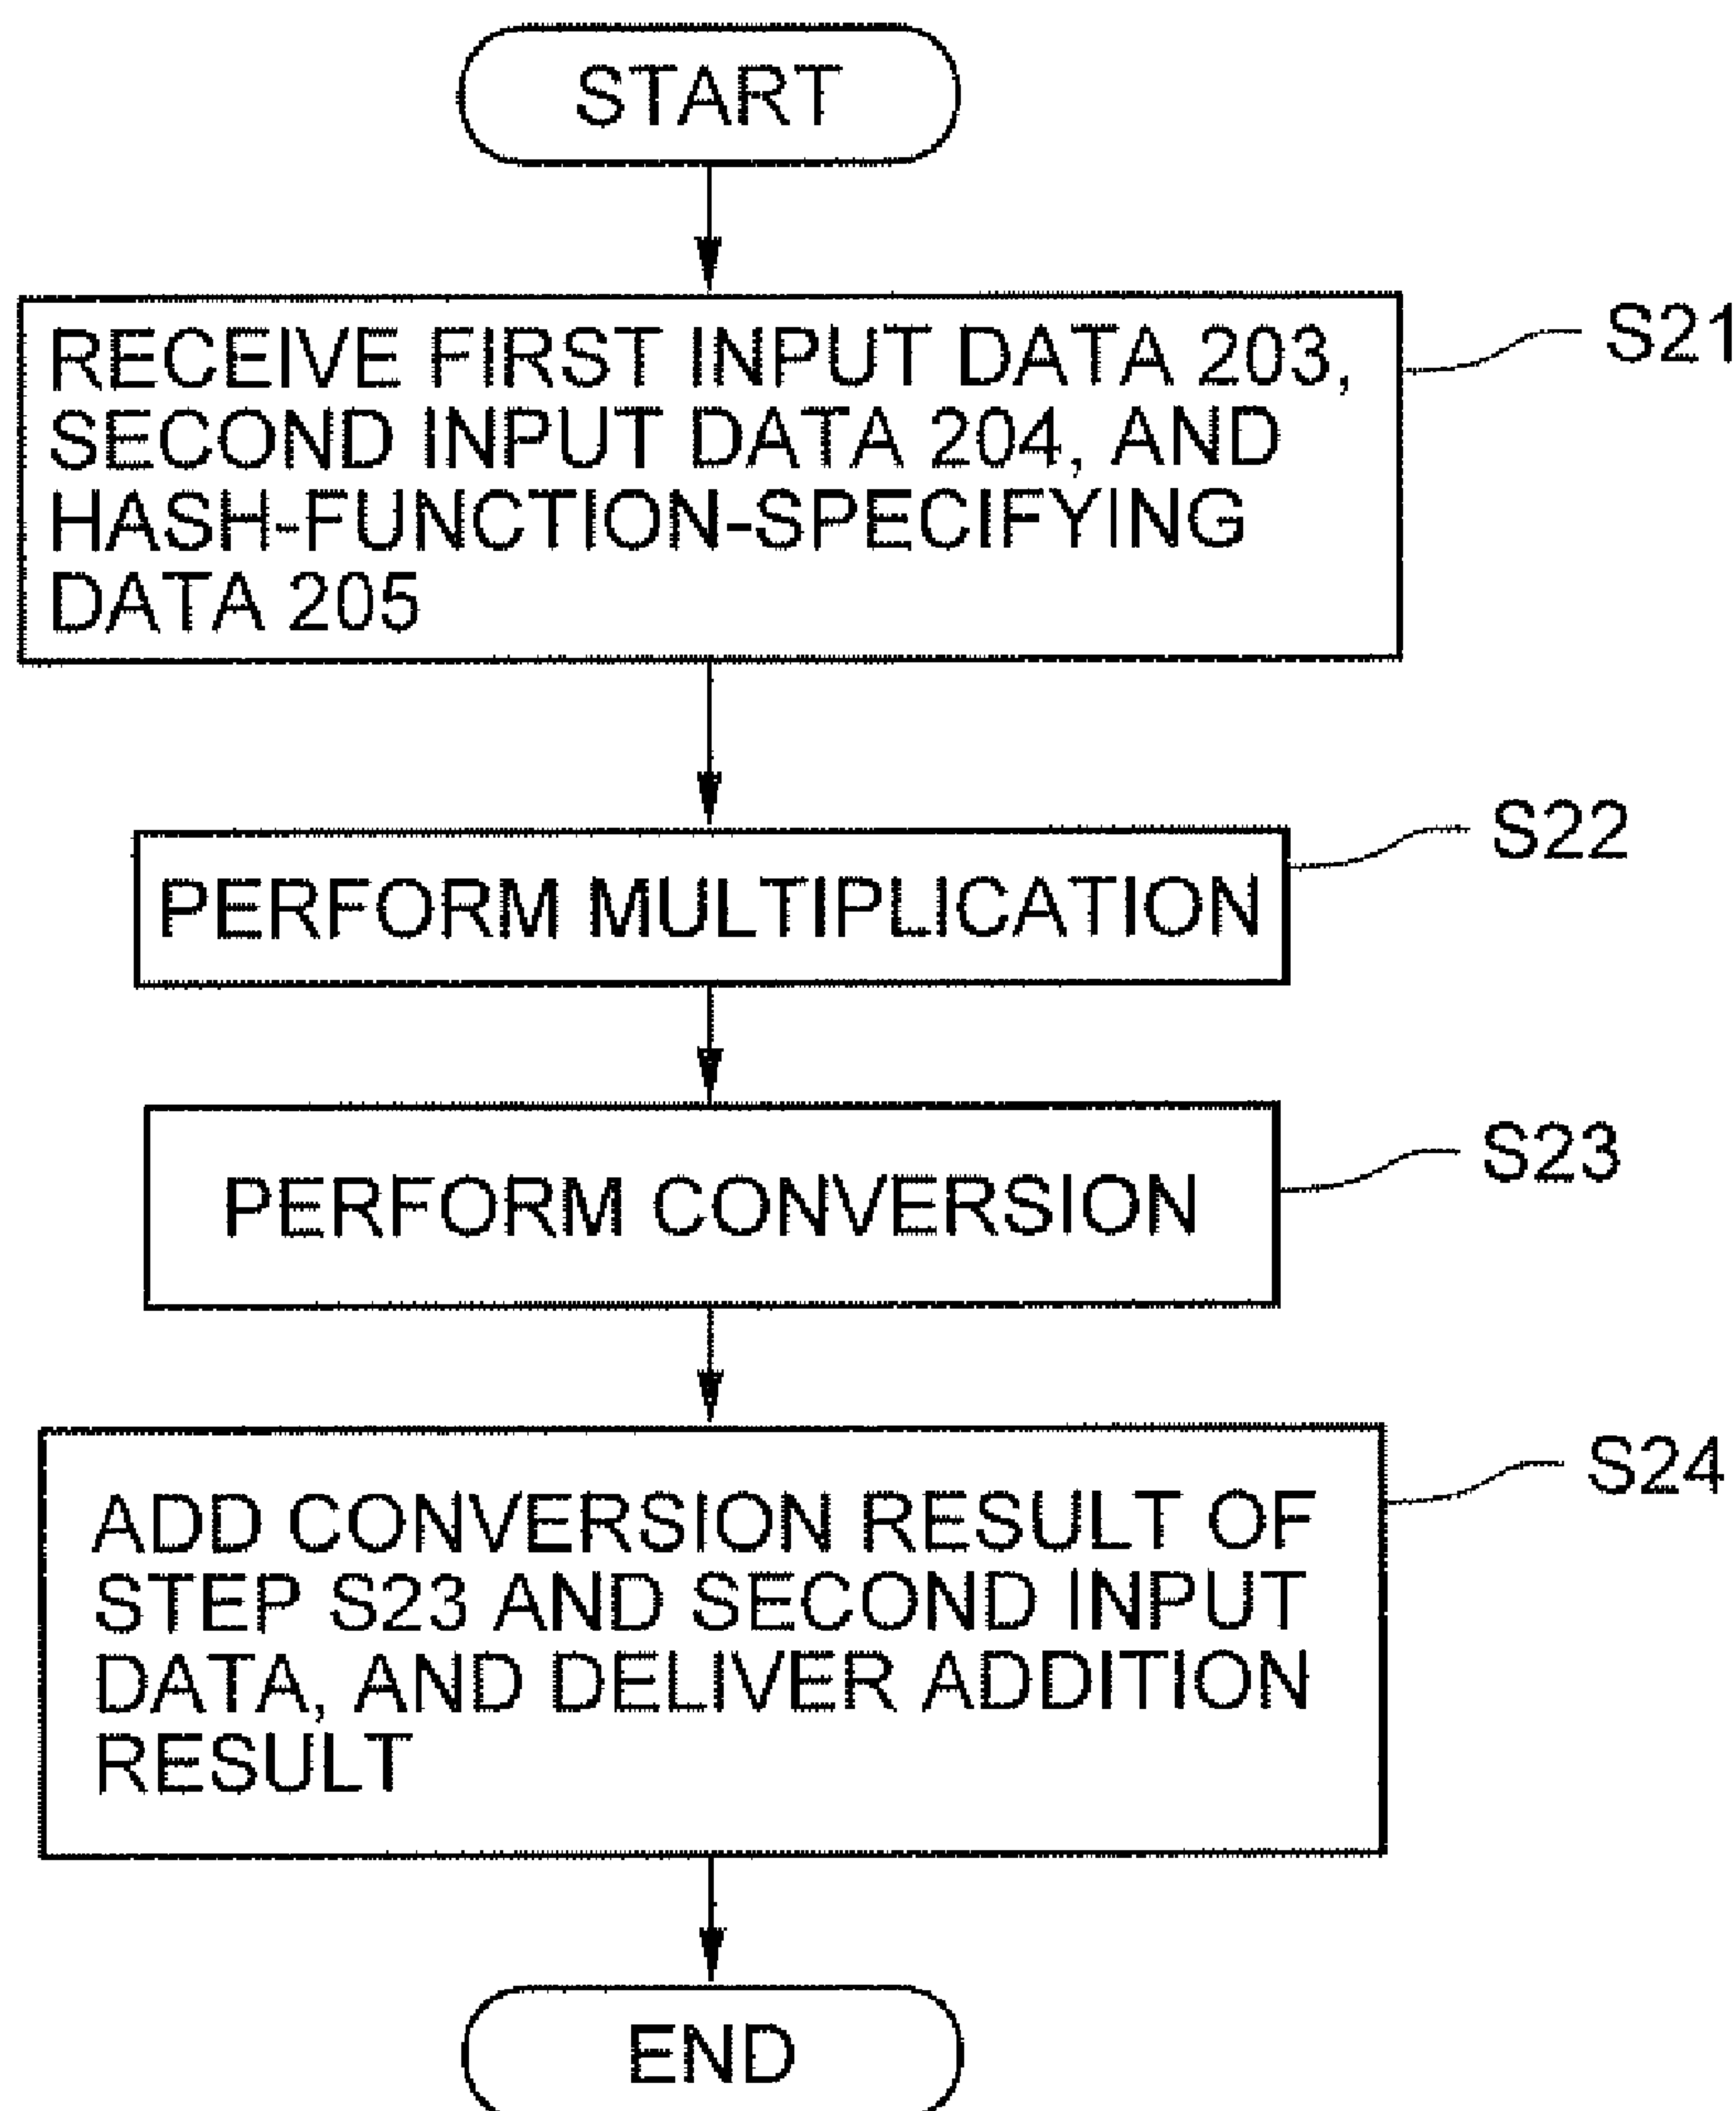 START
RECEIVE FIRST INPUT DATA 203,
SECOND INPUT DATA 204, AND
HASH-FUNCTION-SPECIFYING
DATA 205
S21
PERFORM MULTIPLICATION
S22
PERFORM CONVERSION
S23
ADD CONVERSION RESULT OF
STEP S23 AND SECOND INPUT
DATA, AND DELIVER ADDITION
RESULT
S24
END